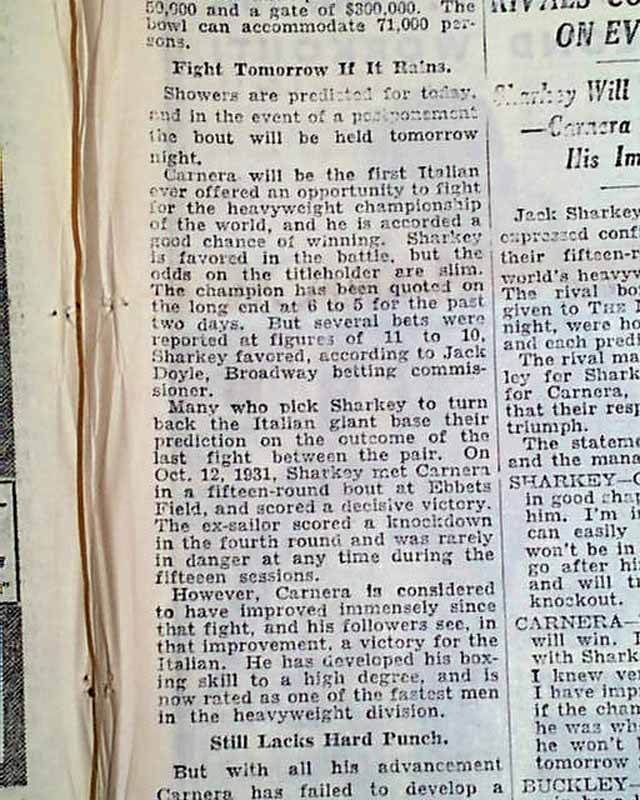 50,000 and a gate of $300,000. The
bowl can accommodate 71,000 per-
sons.
Fight Tomorrow If It Rains.
Showers are predicted for today,
and in the event of a postponement
the bout will be held tomorrow
night.
Carnera will be the first Italian
ever offered an opportunity to fight
for the heavyweight championship
of the world, and he is accorded a
good chance of winning. Sharkey
is favored in the battle, but the
odds on the titleholder are slim.
The champion has been quoted on
the long end at 6 to 5 for the past
two days. But several bets were
reported at figures of 11 to 10,
Sharkey favored, according to Jack
Doyle, Broadway betting commis-
sioner.
Many who pick Sharkey to turn
back the Italian giant base their
prediction on the outcome of the
last fight between the pair. On
Oct. 12, 1931, Sharkey met Carnera
in a fifteen-round bout at Ebbets
Field, and scored a decisive victory.
The ex-sailor scored a knockdown
in the fourth round and was rarely
in danger at any time during the
fifteen sessions.
However, Carnera is considered
to have improved immensely since
that fight, and his followers see, in
that improvement, a victory for the
Italian. He has developed his box-
ing skill to a high degree, and is
now rated as one of the fastest men
in the heavyweight division.
Still Lacks Hard Punch.
But with all his advancement
Carnera has failed to develop a
RIVALS
ON EV
Sharkey Will
—Carnera
His Im
Jack Sharkey
expressed conf
their fifteen-r
world's heavyw
The rival bo
given to THE
night, were ho
and each predi
The rival ma
ley for Shark
for Carnera,
that their resp
triumph.
The stateme
and the mana
SHARKEY—
in good sha
him. I'm i
can easily
won't be in
go after hi
and will t
knockout.
CARNERA—
will win.
with Shark
I knew ver
I have imp
if the cham
he was wh
he won't
tomorrow
BUCKLEY—